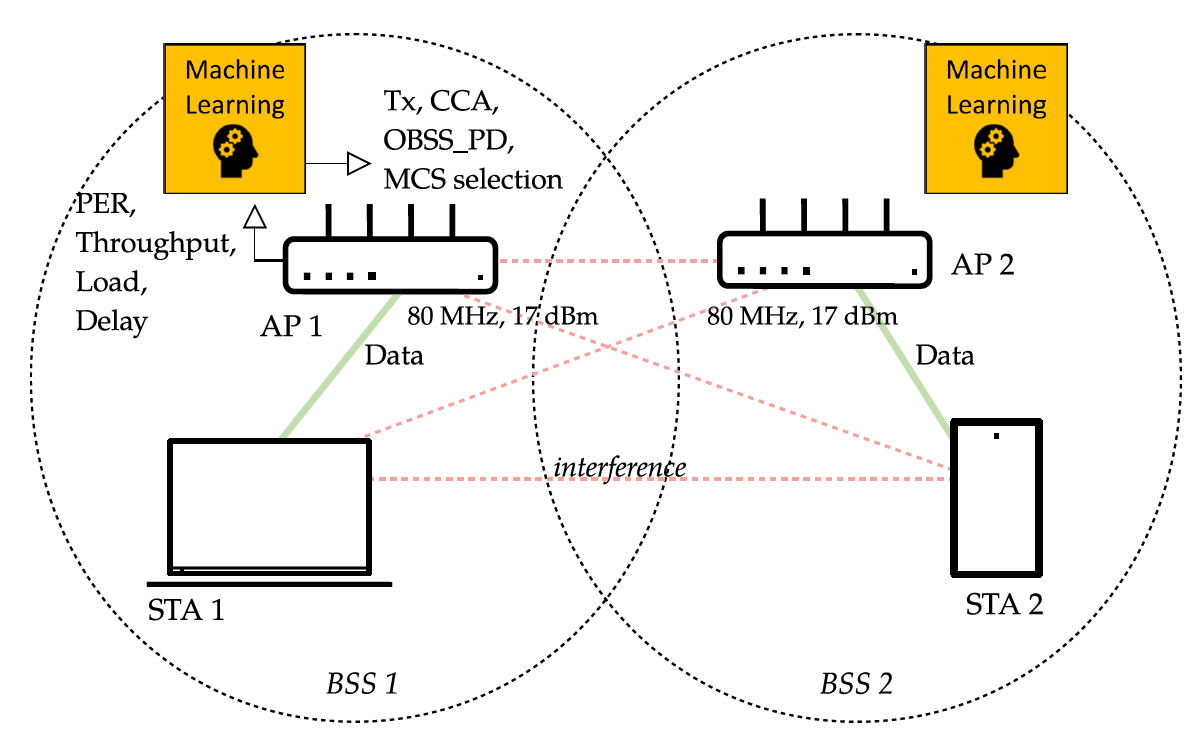 Machine
Learning
Tx, CCA,
OBSS_PD,
MCS selection
Machine
Learning
PER,
Throughput,
Load,
Delay
AP 1
80 MHz, 17 dBm
Data
AP 2
80 MHz, 17 dBm
Data
interference
STA 1
STA 2
BSS 1
BSS 2